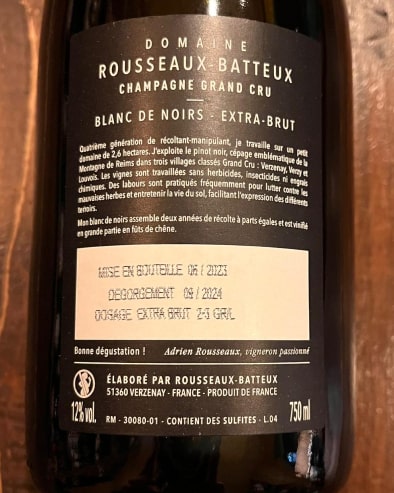 DOMAINE
ROUSSEAUX-BATTEUX
CHAMPAGNE GRAND CRU
BLANC DE NOIRS - EXTRA-BRUT
Quatrième génération de récoltant-manipulant, je travaille sur un petit
domaine de 2,6 hectares. J'exploite le pinot noir, cépage emblématique de la
Montagne de Reims dans trois villages classés Grand Cru : Verzenay, Verzy et
Louvois. Les vignes sont travaillées sans herbicides, insecticides ni engrais
chimiques. Des labours sont pratiqués fréquemment pour lutter contre les
mauvaises herbes et entretenir la vie du sol, facilitant l'expression des différents
terroirs.
Mon blanc de noirs assemble deux années de récolte à parts égales et est vinifié
en grande partie en fûts de chêne.
MISE EN BOUTEILLE 06 / 2023
DEGORGEMENT 09 / 2024
DOSAGE EXTRA BRUT 2-3 GR/L
Bonne dégustation ! Adrien Rousseaux, vigneron passionné
ÉLABORÉ PAR ROUSSEAUX-BATTEUX
51360 VERZENAY - FRANCE - PRODUIT DE FRANCE
12% vol. RM - 30080-01 - CONTIENT DES SULFITES - L.04 750 ml